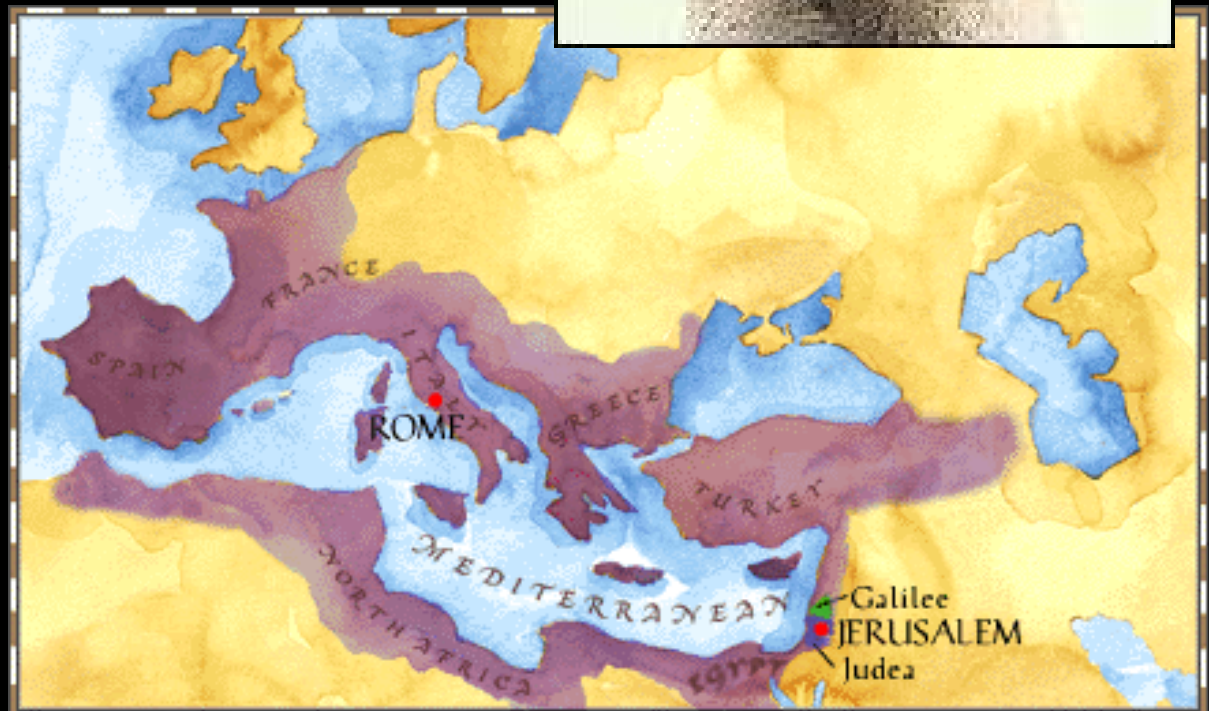 FRANCE
SPAIN
ITALY
ROME
GREECE
TURKEY
MEDITERRANEAN
NORTH AFRICA
EGYPT
Galilee
JERUSALEM
Judea